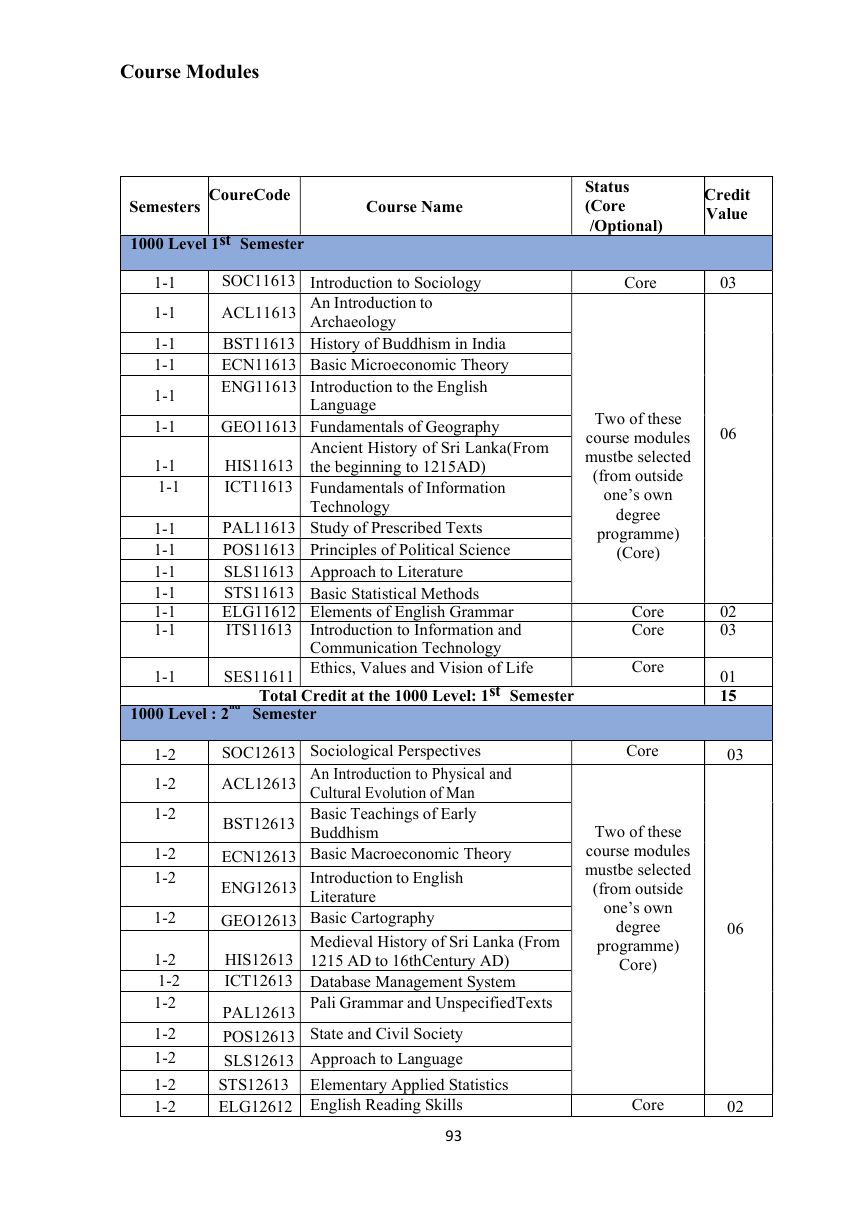 Course Modules
Semesters CoureCode Course Name Status (Core /Optional) Credit Value
1000 Level 1st Semester
1-1 SOC11613 Introduction to Sociology Core 03
1-1 ACL11613 An Introduction to
Archaeology
1-1 BST11613 History of Buddhism in India
1-1 ECN11613 Basic Microeconomic Theory
1-1 ENG11613 Introduction to the English
Language
1-1 GEO11613 Fundamentals of Geography
1-1 HIS11613 Ancient History of Sri Lanka(From
the beginning to 1215AD)
1-1 ICT11613 Fundamentals of Information
Technology
1-1 PAL11613 Study of Prescribed Texts
1-1 POS11613 Principles of Political Science
1-1 SLS11613 Approach to Literature
1-1 STS11613 Basic Statistical Methods
Two of these
course modules
mustbe selected
(from outside
one’s own
degree
programme)
(Core)
06
1-1 ELG11612 Elements of English Grammar Core 02
1-1 ITS11613 Introduction to Information and
Communication Technology Core 03
1-1 SES11611 Ethics, Values and Vision of Life Core 01
Total Credit at the 1000 Level: 1st Semester 15
1000 Level : 2nd Semester
1-2 SOC12613 Sociological Perspectives Core 03
1-2 ACL12613 An Introduction to Physical and
Cultural Evolution of Man
1-2 BST12613 Basic Teachings of Early
Buddhism
1-2 ECN12613 Basic Macroeconomic Theory
1-2 ENG12613 Introduction to English
Literature
1-2 GEO12613 Basic Cartography
1-2 HIS12613 Medieval History of Sri Lanka (From
1215 AD to 16thCentury AD)
1-2 ICT12613 Database Management System
1-2 PAL12613 Pali Grammar and UnspecifiedTexts
1-2 POS12613 State and Civil Society
1-2 SLS12613 Approach to Language
1-2 STS12613 Elementary Applied Statistics
Two of these
course modules
mustbe selected
(from outside
one’s own
degree
programme)
Core)
06
1-2 ELG12612 English Reading Skills Core 02
93